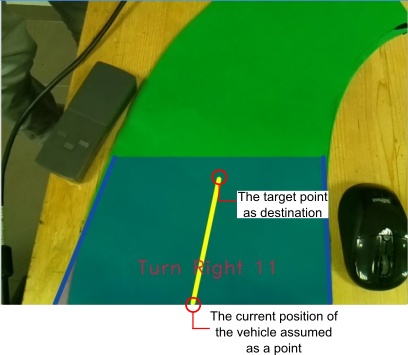 The target point
as destination
Turn Right 11
The current position of
the vehicle assumed
as a point